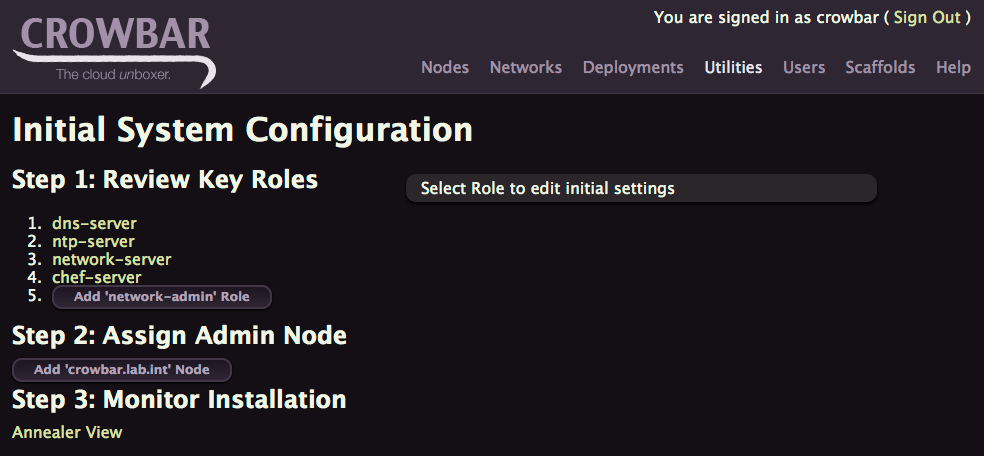 CROWBAR
The cloud unboxer.
You are signed in as crowbar ( Sign Out )
Nodes Networks Deployments Utilities Users Scaffolds Help
Initial System Configuration
Step 1: Review Key Roles
Select Role to edit initial settings
1. dns-server
2. ntp-server
3. network-server
4. chef-server
5. Add 'network-admin' Role
Step 2: Assign Admin Node
Add 'crowbar.lab.int' Node
Step 3: Monitor Installation
Annealer View